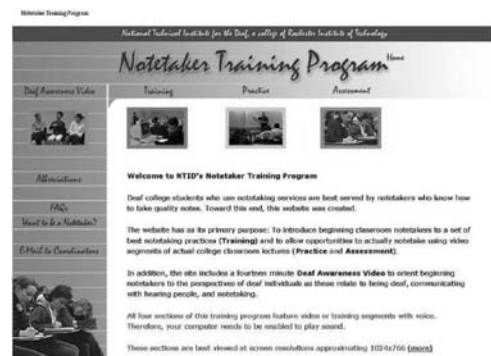 Notetaker Training Program
National Technical Institute for the Deaf, a college of Rochester Institute of Technology
Notetaker Training Program
Home
Deaf Awareness Video
Training
Practice
Assessment
Abbreviations
FAQs
Want to be a Notetaker?
E-Mail to Coordinators
Welcome to NTID's Notetaker Training Program
Deaf college students who use notetaking services are best served by notetakers who know how
to take quality notes. Toward this end, this website was created.
The website has as its primary purpose: To introduce beginning classroom notetakers to a set of
best notetaking practices (Training) and to allow opportunities to actually notetake using video
segments of actual college classroom lectures (Practice and Assessment).
In addition, the site includes a fourteen minute Deaf Awareness Video to orient beginning
notetakers to the perspectives of deaf individuals as these relate to being deaf, communicating
with hearing people, and notetaking.
All four sections of this training program feature video or training segments with voice.
Therefore, your computer needs to be enabled to play sound.
These sections are best viewed at screen resolutions approximating 1024x766 (more)